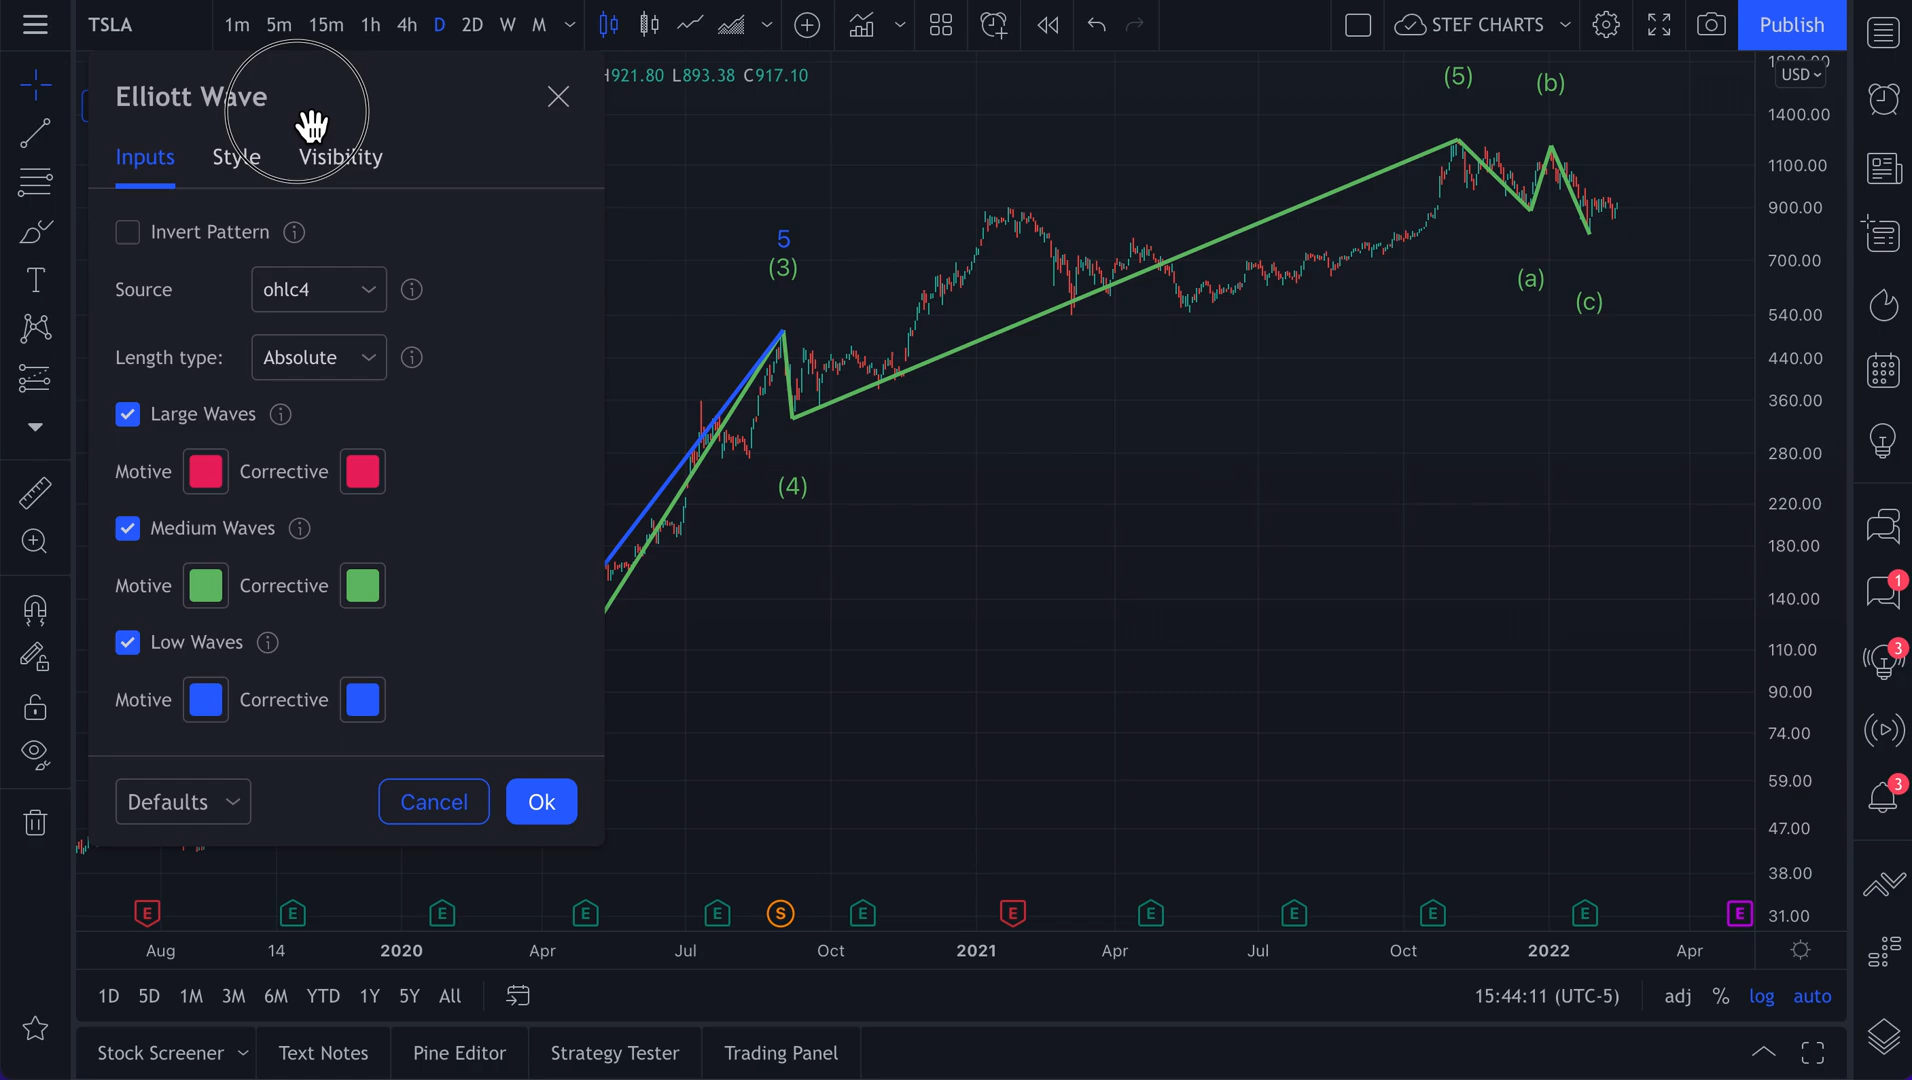 TSLA
1m 5m 15m 1h 4h D 2D W M
STEF CHARTS
Publish
921.80 L893.38 C917.10
USD
Elliott Wave
Inputs Style Visibility
Invert Pattern
Source ohlc4
Length type: Absolute
Large Waves
Motive Corrective
Medium Waves
Motive Corrective
Low Waves
Motive Corrective
Defaults Cancel Ok
5
(3)
(4)
(5)
(b)
(a)
(c)
1400.00
1100.00
900.00
700.00
540.00
440.00
360.00
280.00
220.00
180.00
140.00
110.00
90.00
74.00
59.00
47.00
38.00
31.00
1
3
3
E E E E E S E E E E E E E
Aug 14 2020 Apr Jul Oct 2021 Apr Jul Oct 2022 Apr
1D 5D 1M 3M 6M YTD 1Y 5Y All
15:44:11 (UTC-5) adj % log auto
Stock Screener Text Notes Pine Editor Strategy Tester Trading Panel